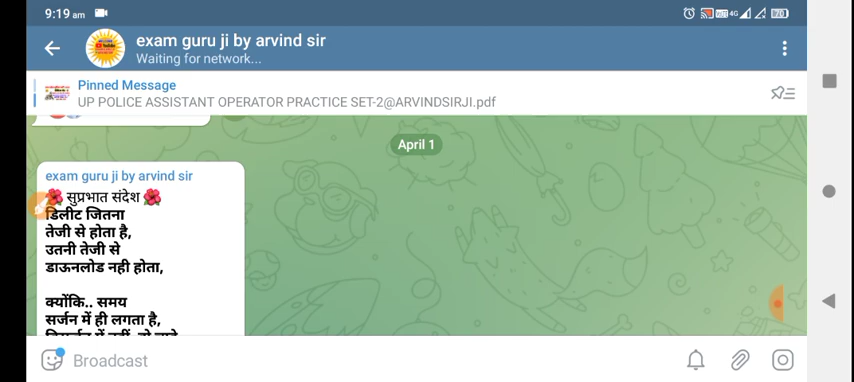 9:19 am
4G
exam guru ji by arvind sir
Waiting for network...
Pinned Message
UP POLICE ASSISTANT OPERATOR PRACTICE SET-2@ARVINDSIRJI.pdf
April 1
exam guru ji by arvind sir
सुप्रभात संदेश
डिलीट जितना
तेजी से होता है,
उतनी तेजी से
डाऊनलोड नही होता,
क्योंकि.. समय
सर्जन में ही लगता है,
Broadcast